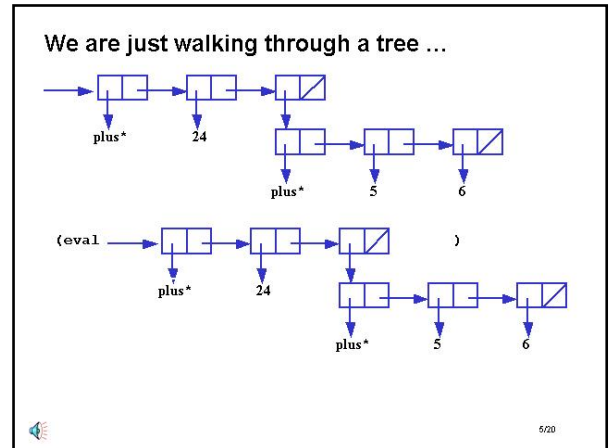 We are just walking through a tree ...
plus* 24
plus* 5 6
(eval )
plus* 24
plus* 5 6
5/20